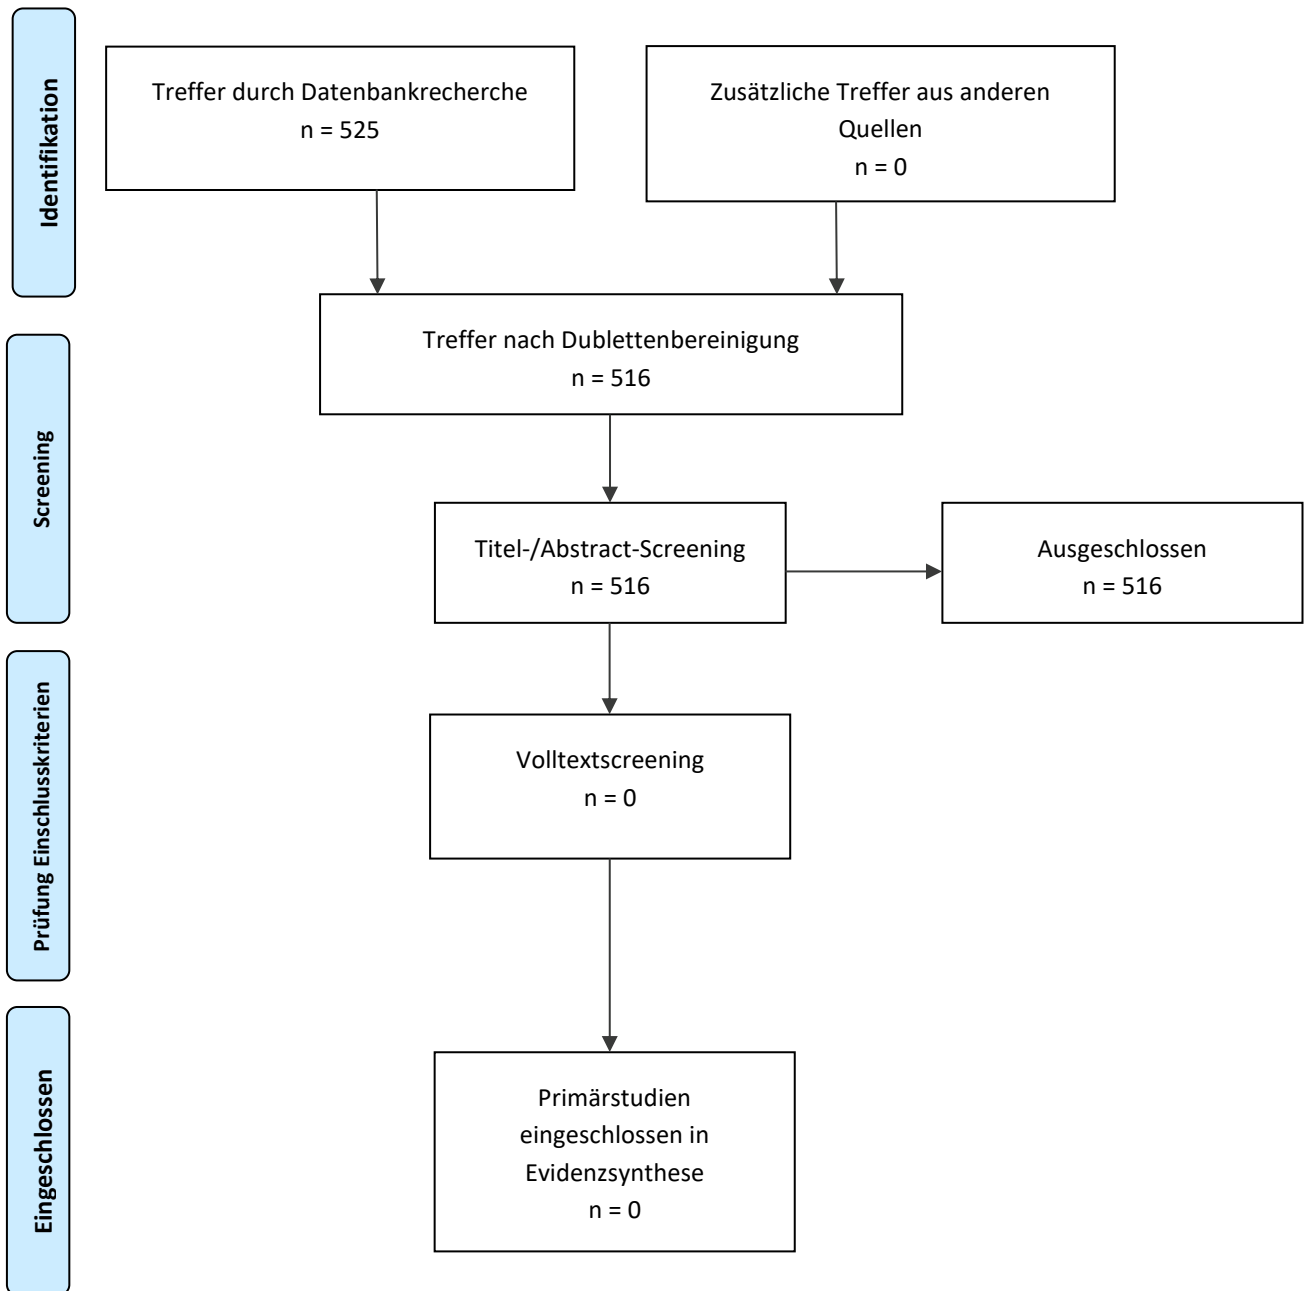 Identifikation
Treffer durch Datenbankrecherche
n = 525
Zusätzliche Treffer aus anderen
Quellen
n = 0
Screening
Treffer nach Dublettenbereinigung
n = 516
Titel-/Abstract-Screening
n = 516
Ausgeschlossen
n = 516
Prüfung Einschlusskriterien
Volltextscreening
n = 0
Eingeschlossen
Primärstudien
eingeschlossen in
Evidenzsynthese
n = 0